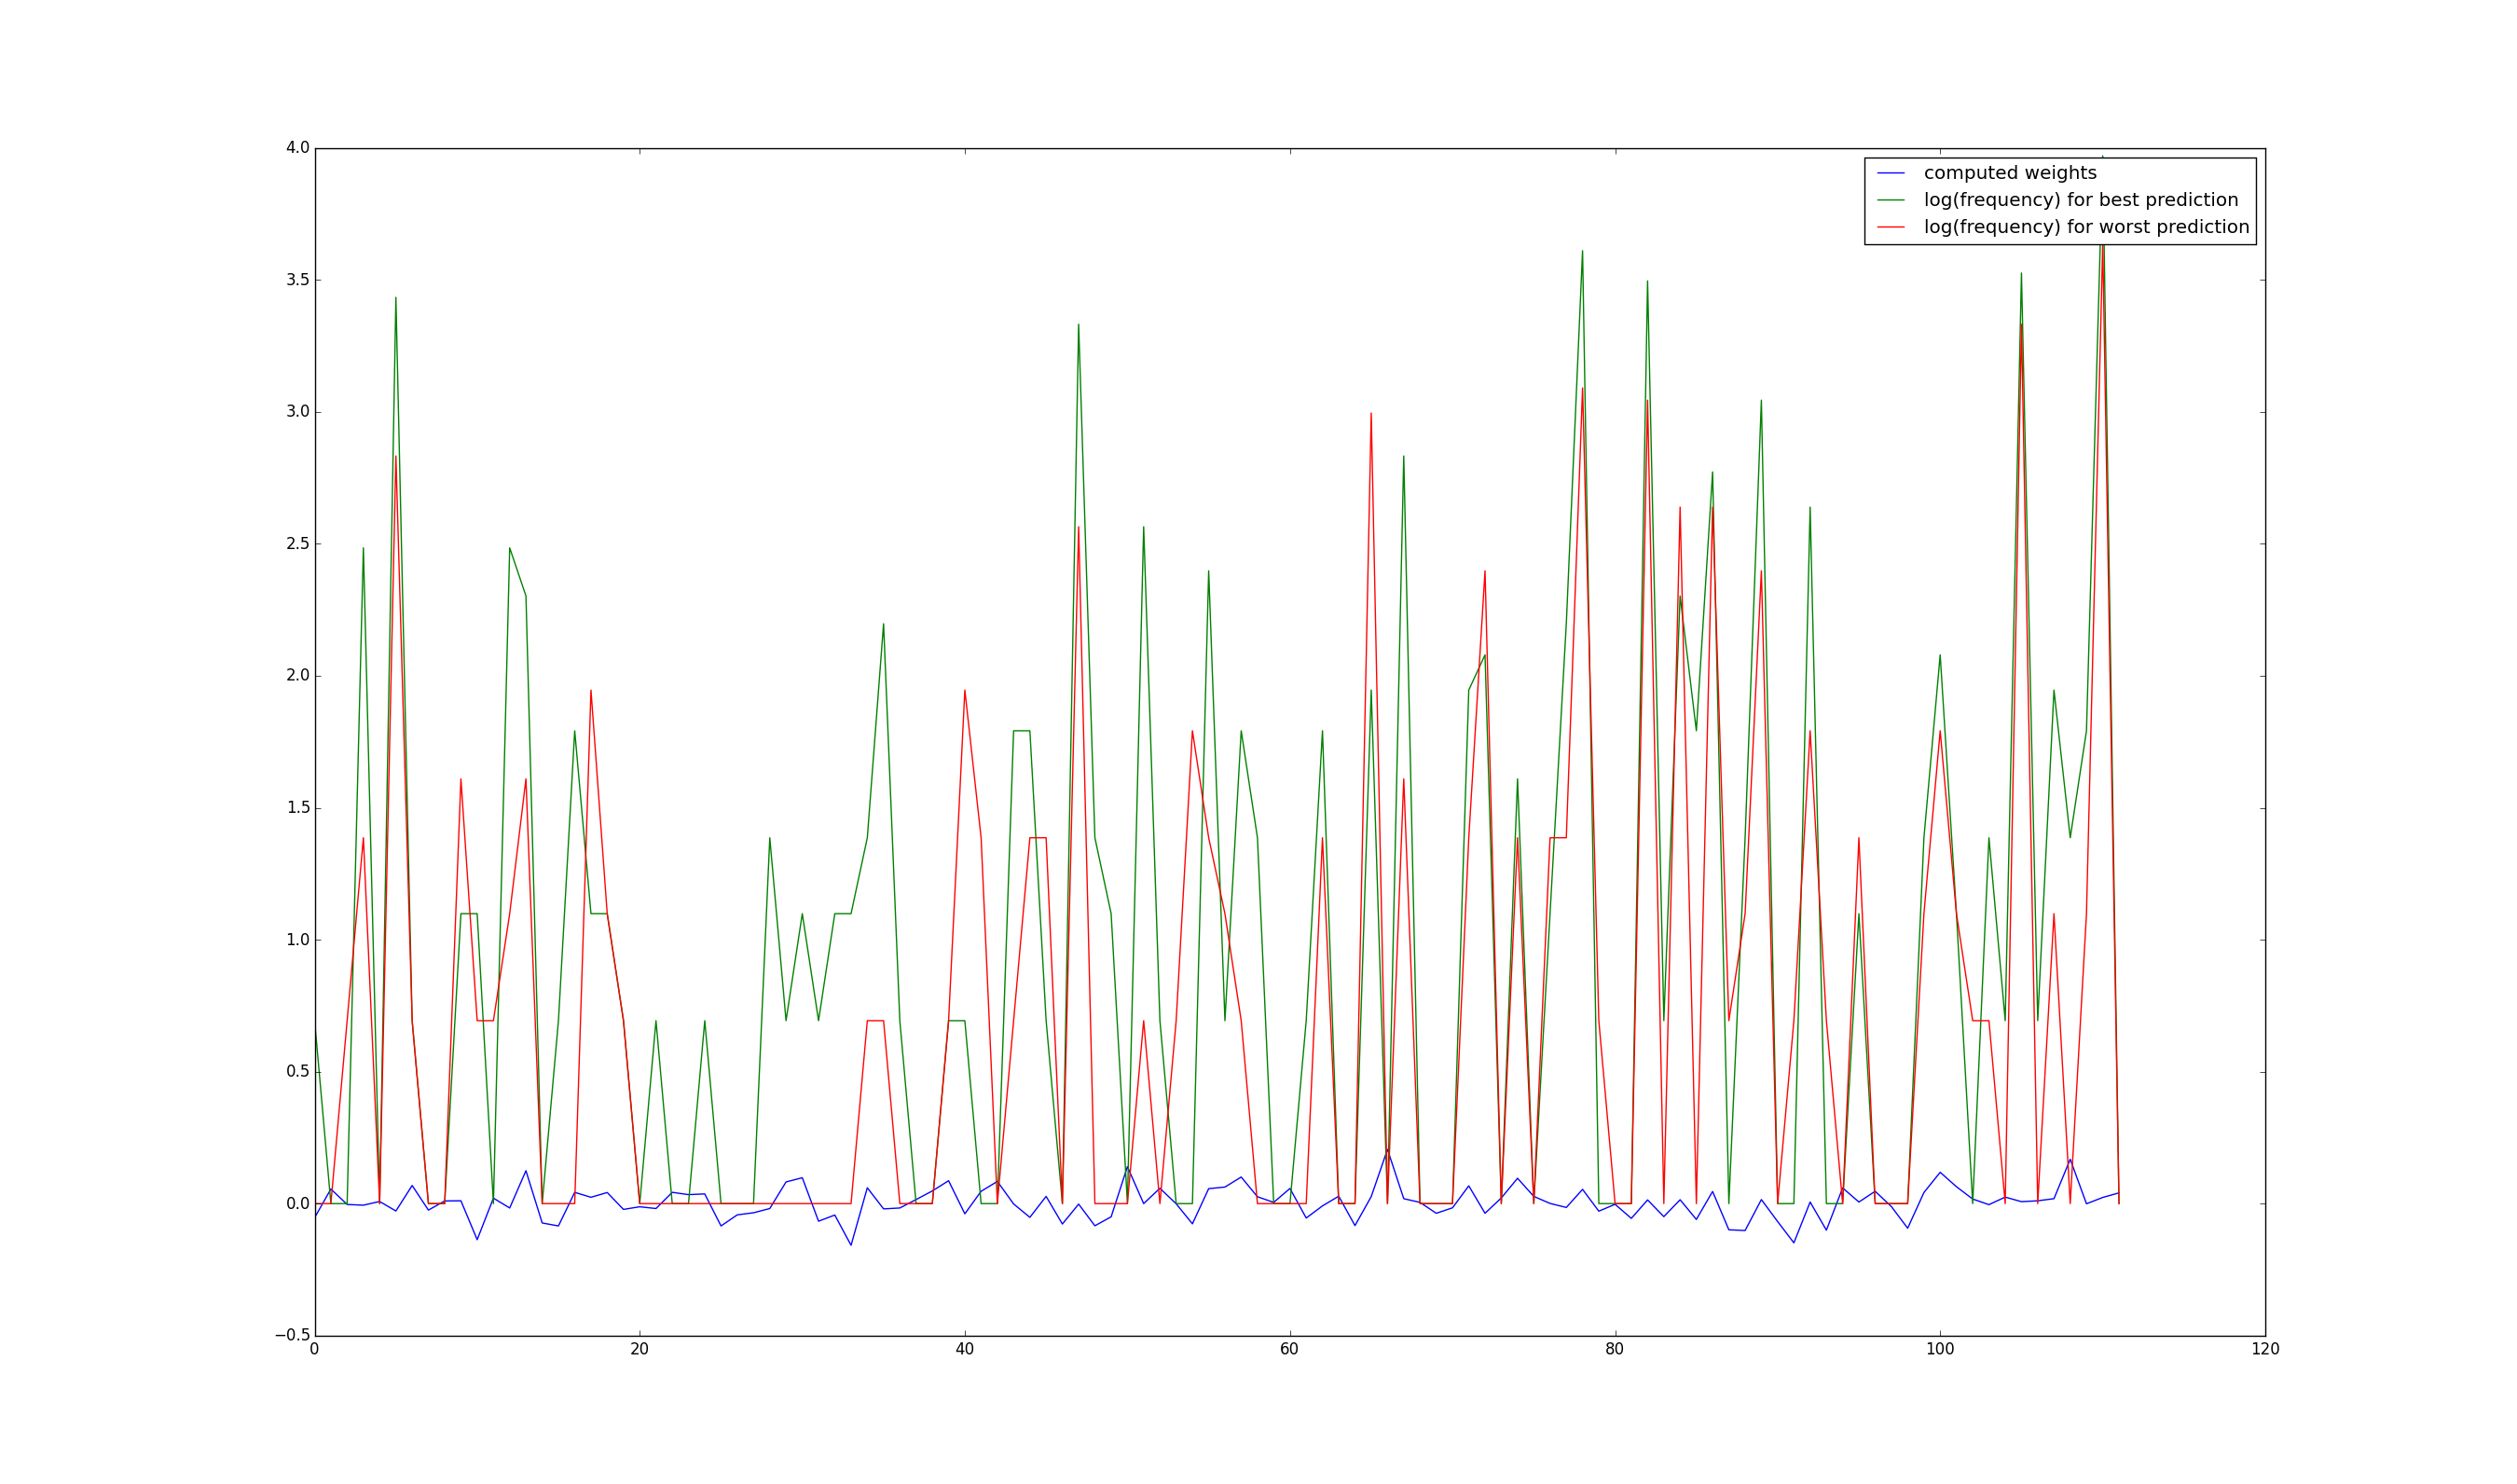 4.0
computed weights
log(frequency) for best prediction
log(frequency) for worst prediction
3.5
3.0
2.5
2.0
1.5
1.0
0.5
0.0
−0.5
0 20 40 60 80 100 120